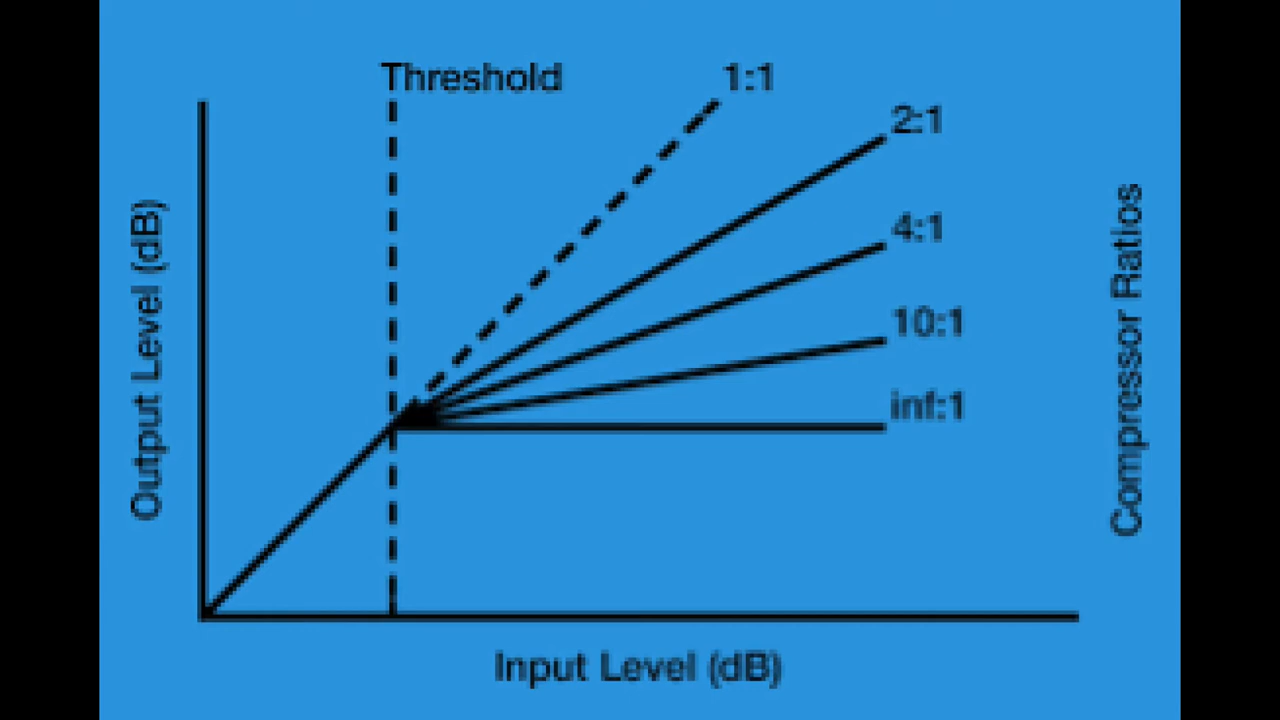 Threshold
1:1
2:1
4:1
10:1
inf:1
Output Level (dB)
Compressor Ratios
Input Level (dB)